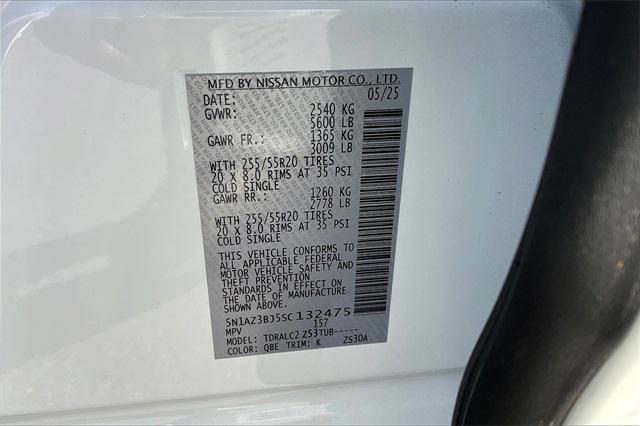 MFD BY NISSAN MOTOR CO., LTD.
DATE: 05/25
GVWR: 2540 KG
5600 LB
GAWR FR.: 1365 KG
3009 LB
WITH 255/55R20 TIRES
20 X 8.0 RIMS AT 35 PSI
COLD SINGLE
GAWR RR.: 1260 KG
2778 LB
WITH 255/55R20 TIRES
20 X 8.0 RIMS AT 35 PSI
COLD SINGLE
THIS VEHICLE CONFORMS TO
ALL APPLICABLE FEDERAL
MOTOR VEHICLE SAFETY AND
THEFT PREVENTION
STANDARDS IN EFFECT ON
THE DATE OF MANUFACTURE
SHOWN ABOVE.
5N1AZ3BJ5SC132475
MPV 157
MODEL: TDRALC2 Z53TUB-----
COLOR: QBE TRIM: K ZS30A